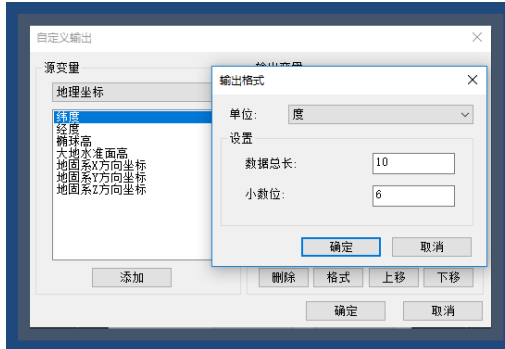 自定义输出
源变量
地理坐标
纬度
经度
椭球高
大地水准面高
地固系X方向坐标
地固系Y方向坐标
地固系Z方向坐标
添加
输出变量
输出格式
单位:
度
设置
数据总长:
10
小数位:
6
确定
取消
删除
格式
上移
下移
确定
取消